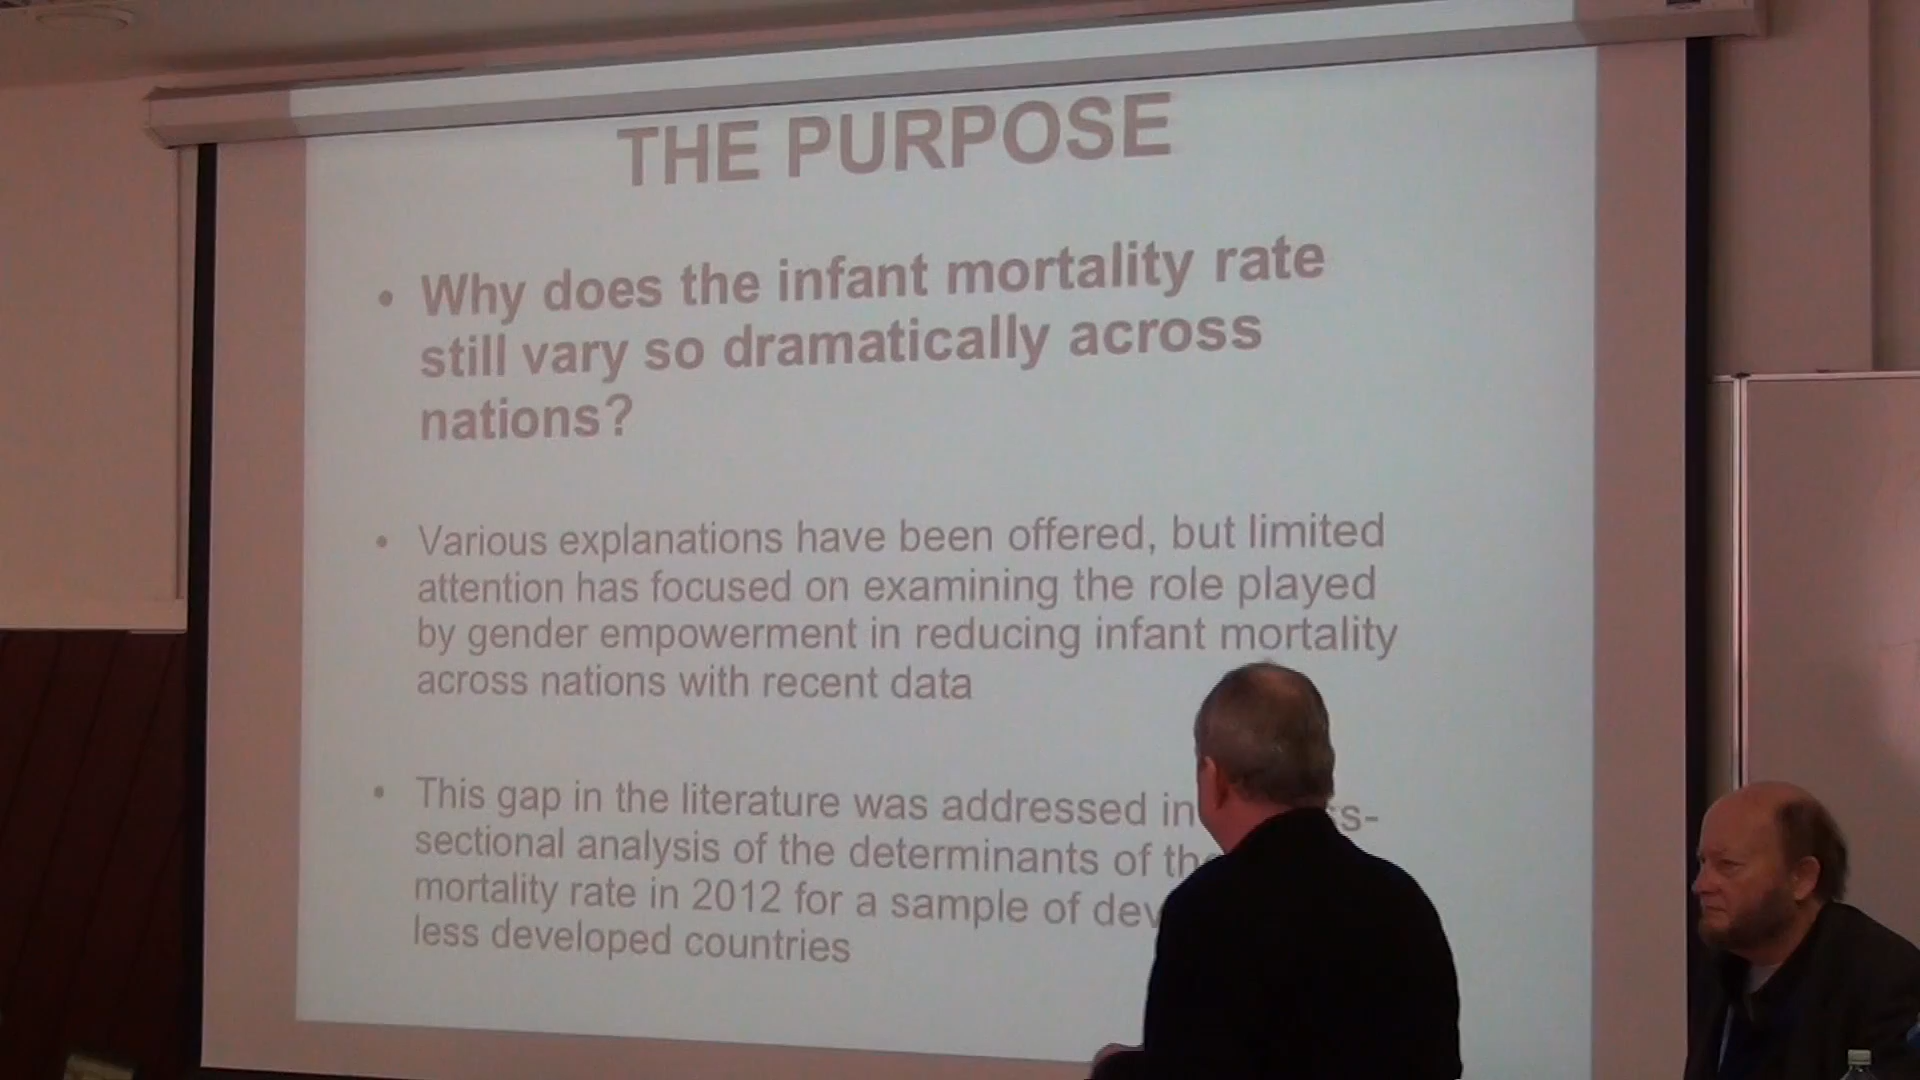 THE PURPOSE
• Why does the infant mortality rate
still vary so dramatically across
nations?
• Various explanations have been offered, but limited
attention has focused on examining the role played
by gender empowerment in reducing infant mortality
across nations with recent data
• This gap in the literature was addressed in
sectional analysis of the determinants of
mortality rate in 2012 for a sample of
less developed countries